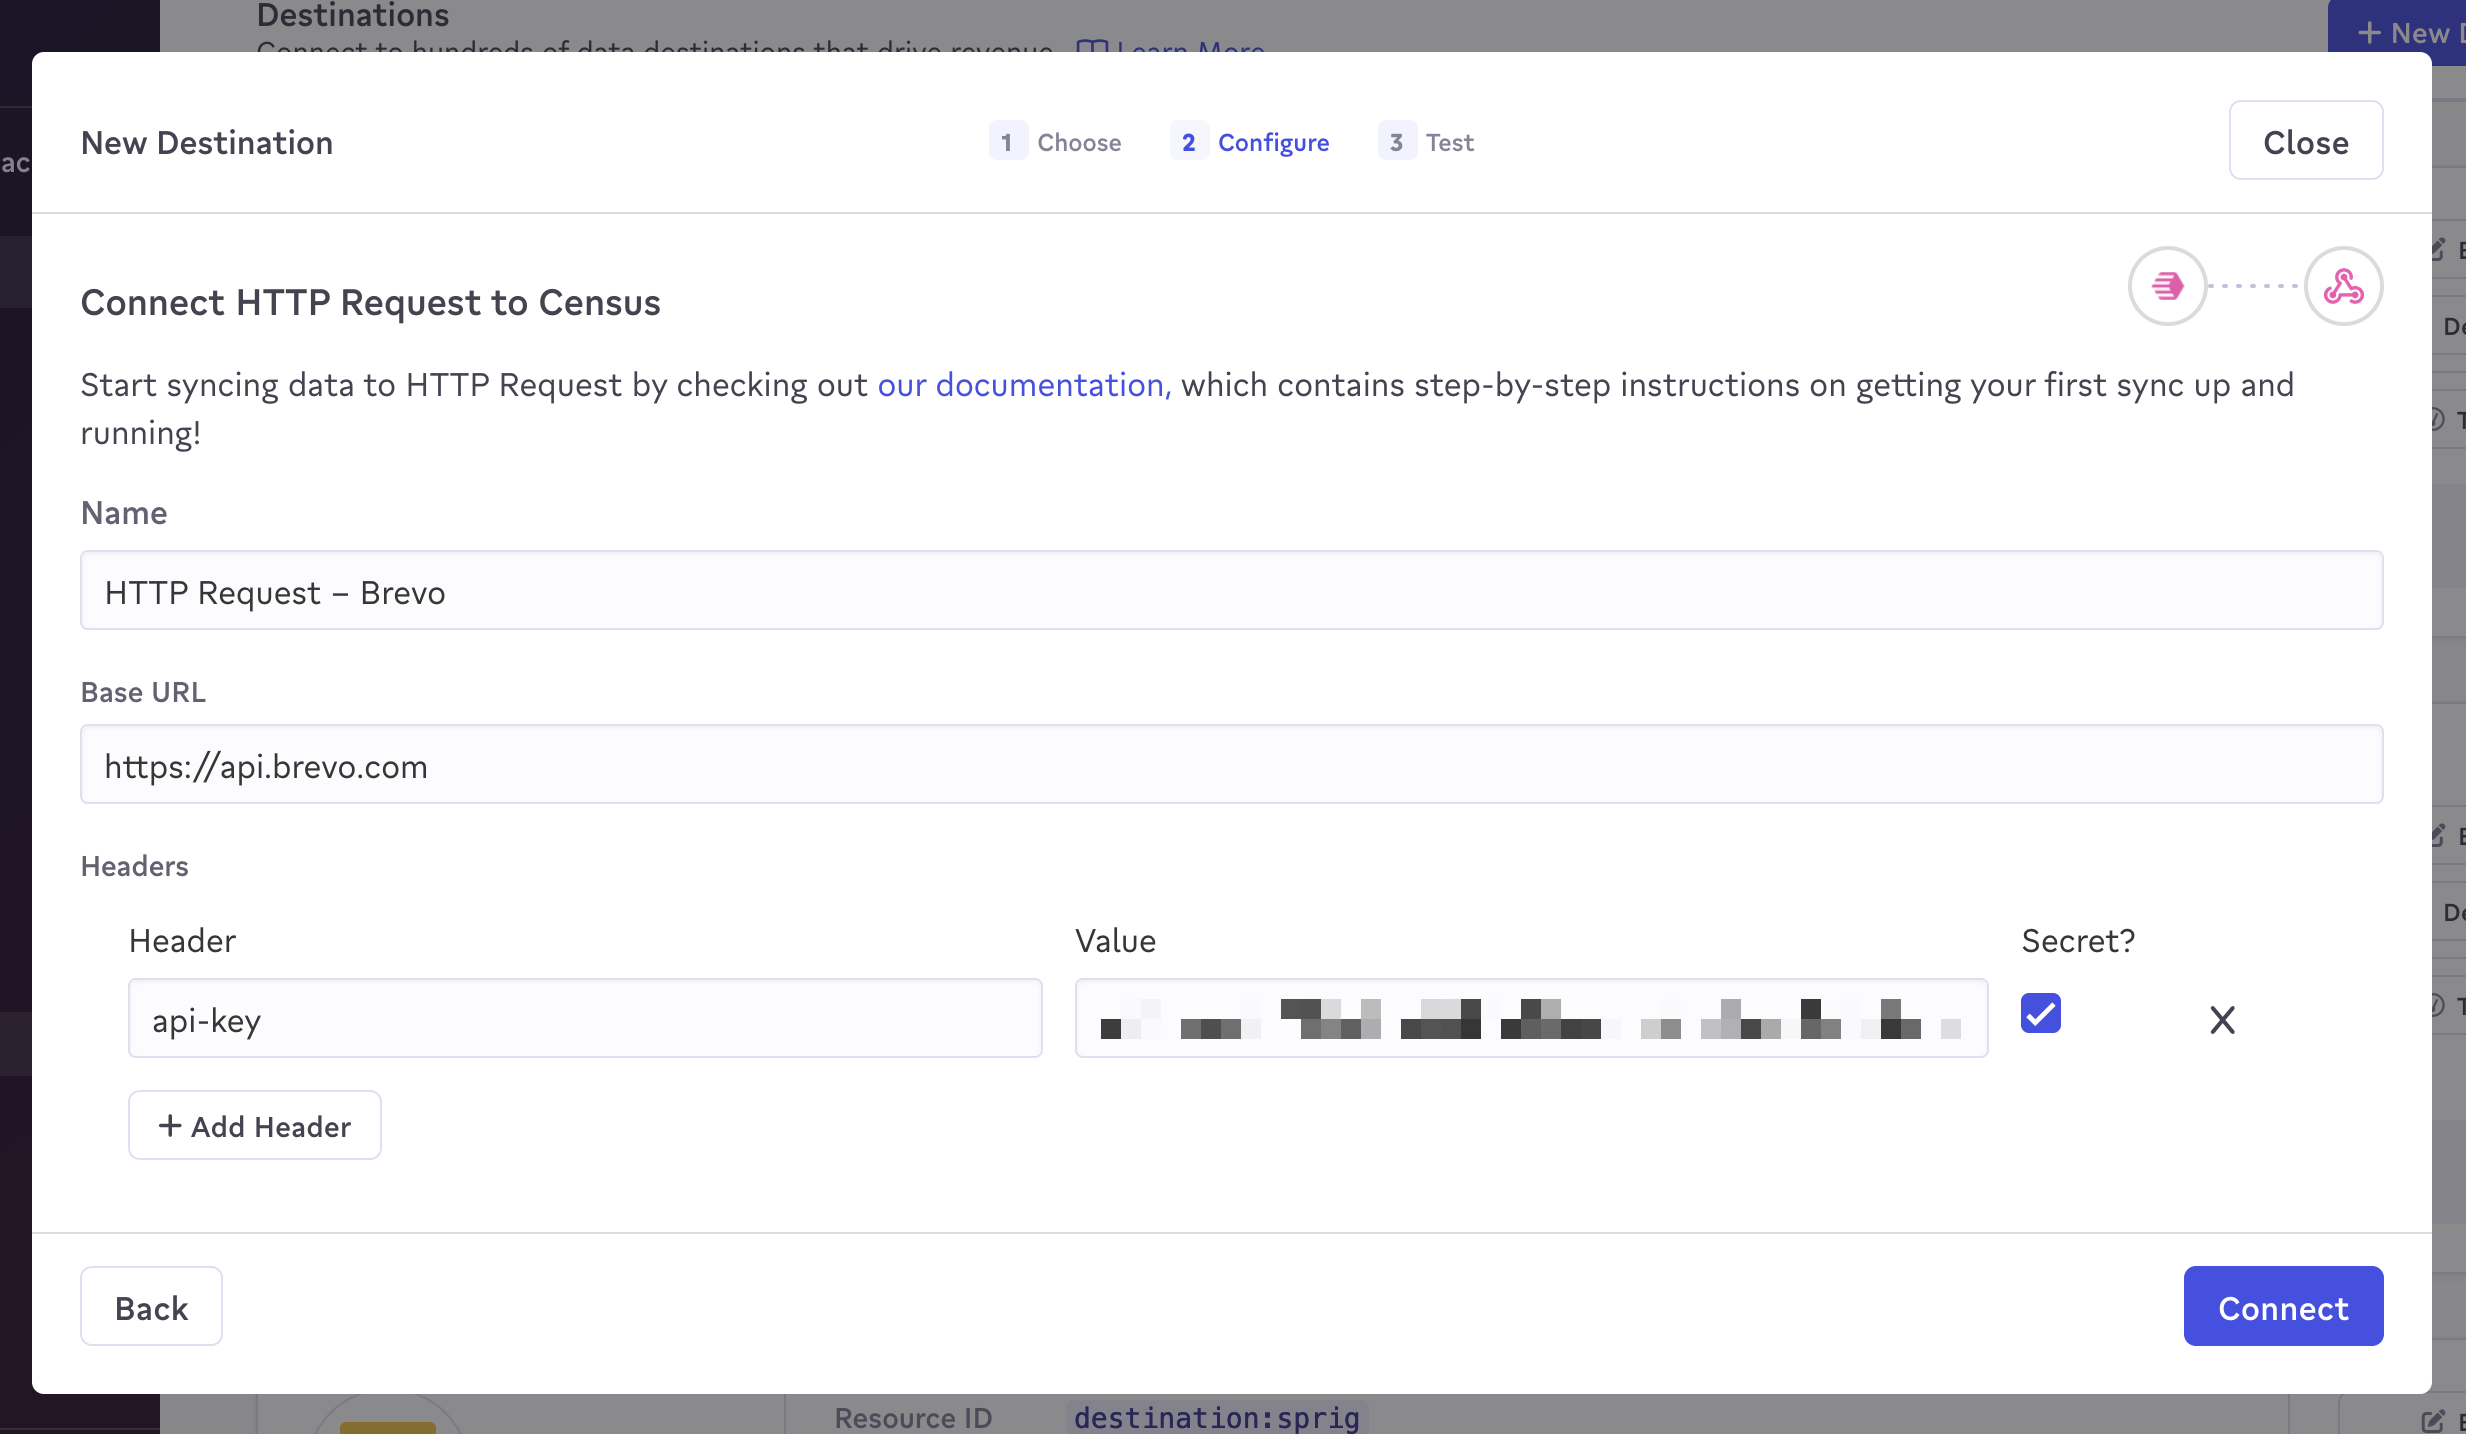 Destinations
Connect to hundreds of data destinations that drive revenue. Learn More
+ New
New Destination
1 Choose
2 Configure
3 Test
Close
Connect HTTP Request to Census
Start syncing data to HTTP Request by checking out our documentation, which contains step-by-step instructions on getting your first sync up and
running!
Name
HTTP Request – Brevo
Base URL
https://api.brevo.com
Headers
Header
Value
Secret?
api-key
+ Add Header
Back
Connect
Resource ID
destination:sprig